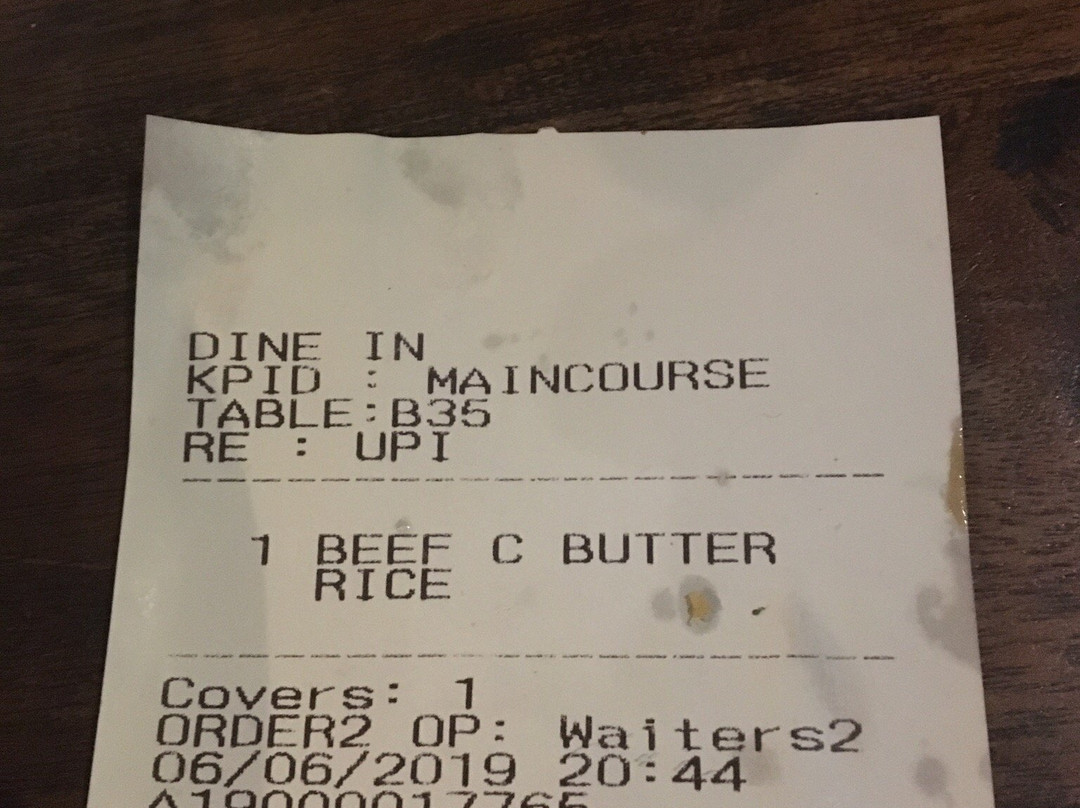 DINE IN
KPID : MAINCOURSE
TABLE:B35
RE : UPI
1 BEEF C BUTTER
RICE
Covers: 1
ORDER2 OP: Waiters2
06/06/2019 20:44